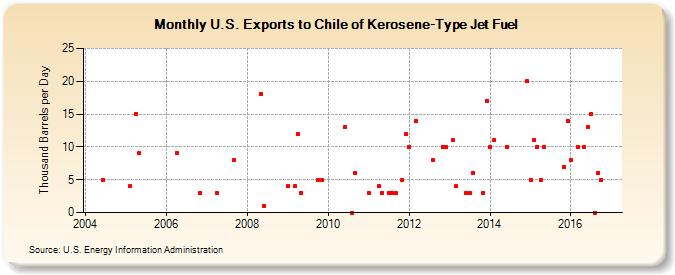 Monthly U.S. Exports to Chile of Kerosene-Type Jet Fuel
Thousand Barrels per Day
25
20
15
10
5
0
2004 2006 2008 2010 2012 2014 2016
Source: U.S. Energy Information Administration